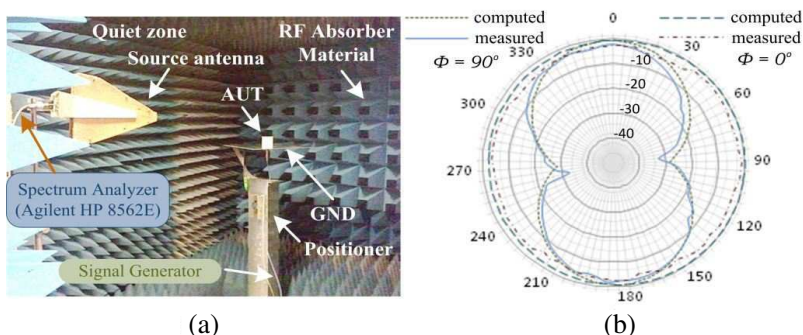 Quiet zone
Source antenna
RF Absorber
Material
AUT
Spectrum Analyzer
(Agilent HP 8562E)
GND
Positioner
Signal Generator
(a)
computed
measured
Φ = 90°
computed
measured
Φ = 0°
0
30
60
90
120
150
180
210
240
270
300
330
-10
-20
-30
-40
(b)